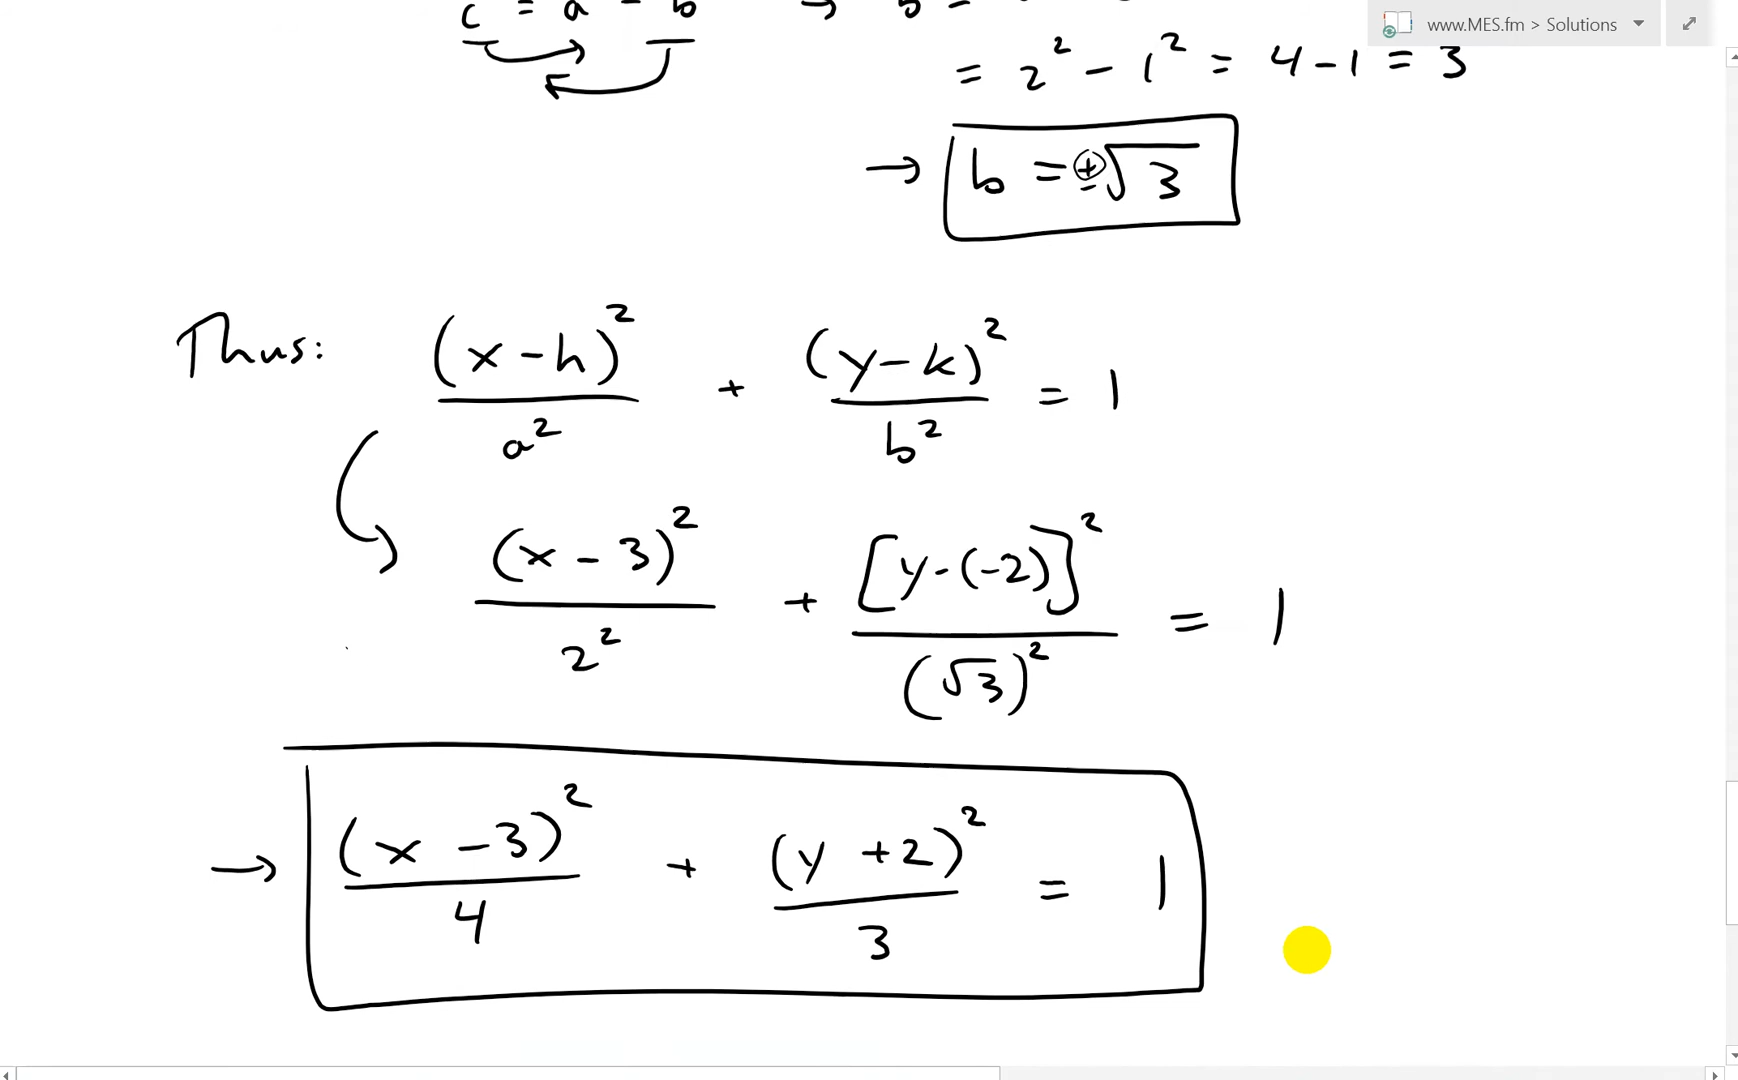 c = a - b → b =
www.MES.fm > Solutions
= 2² - 1² = 4 - 1 = 3
→ b = ±√3
Thus: (x - h)²/a² + (y - k)²/b² = 1
(x - 3)²/2² + [y - (-2)]²/(√3)² = 1
→ (x - 3)²/4 + (y + 2)²/3 = 1